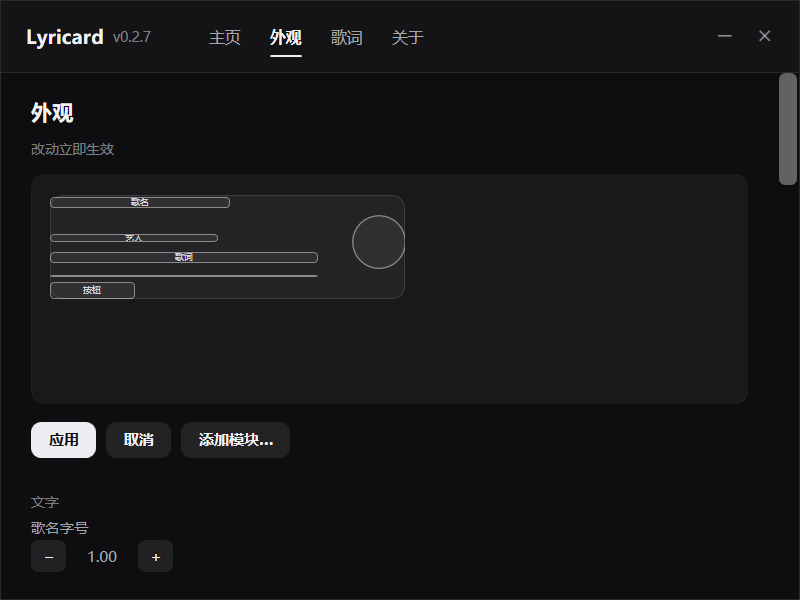 Lyricard v0.2.7 主页 外观 歌词 关于
外观
改动立即生效
歌名
艺人
歌词
按钮
应用 取消 添加模块...
文字
歌名字号
− 1.00 +